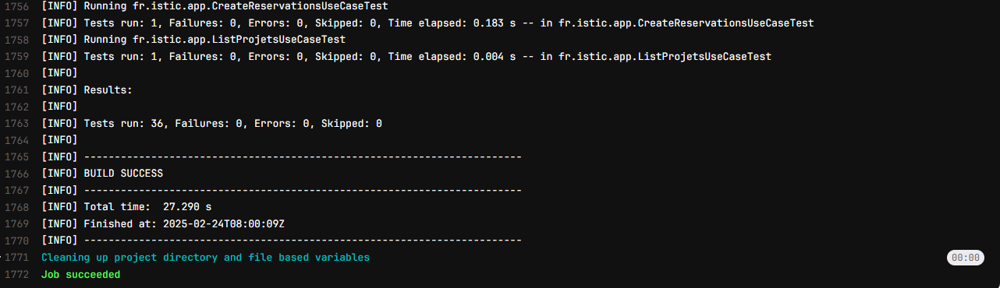 1756 [INFO] Running fr.istic.app.CreateReservationsUseCaseTest
1757 [INFO] Tests run: 1, Failures: 0, Errors: 0, Skipped: 0, Time elapsed: 0.183 s -- in fr.istic.app.CreateReservationsUseCaseTest
1758 [INFO] Running fr.istic.app.ListProjetsUseCaseTest
1759 [INFO] Tests run: 1, Failures: 0, Errors: 0, Skipped: 0, Time elapsed: 0.004 s -- in fr.istic.app.ListProjetsUseCaseTest
1760 [INFO]
1761 [INFO] Results:
1762 [INFO]
1763 [INFO] Tests run: 36, Failures: 0, Errors: 0, Skipped: 0
1764 [INFO]
1765 [INFO] ------------------------------------------------------------------------
1766 [INFO] BUILD SUCCESS
1767 [INFO] ------------------------------------------------------------------------
1768 [INFO] Total time:  27.290 s
1769 [INFO] Finished at: 2025-02-24T08:00:09Z
1770 [INFO] ------------------------------------------------------------------------
1771 Cleaning up project directory and file based variables 00:00
1772 Job succeeded